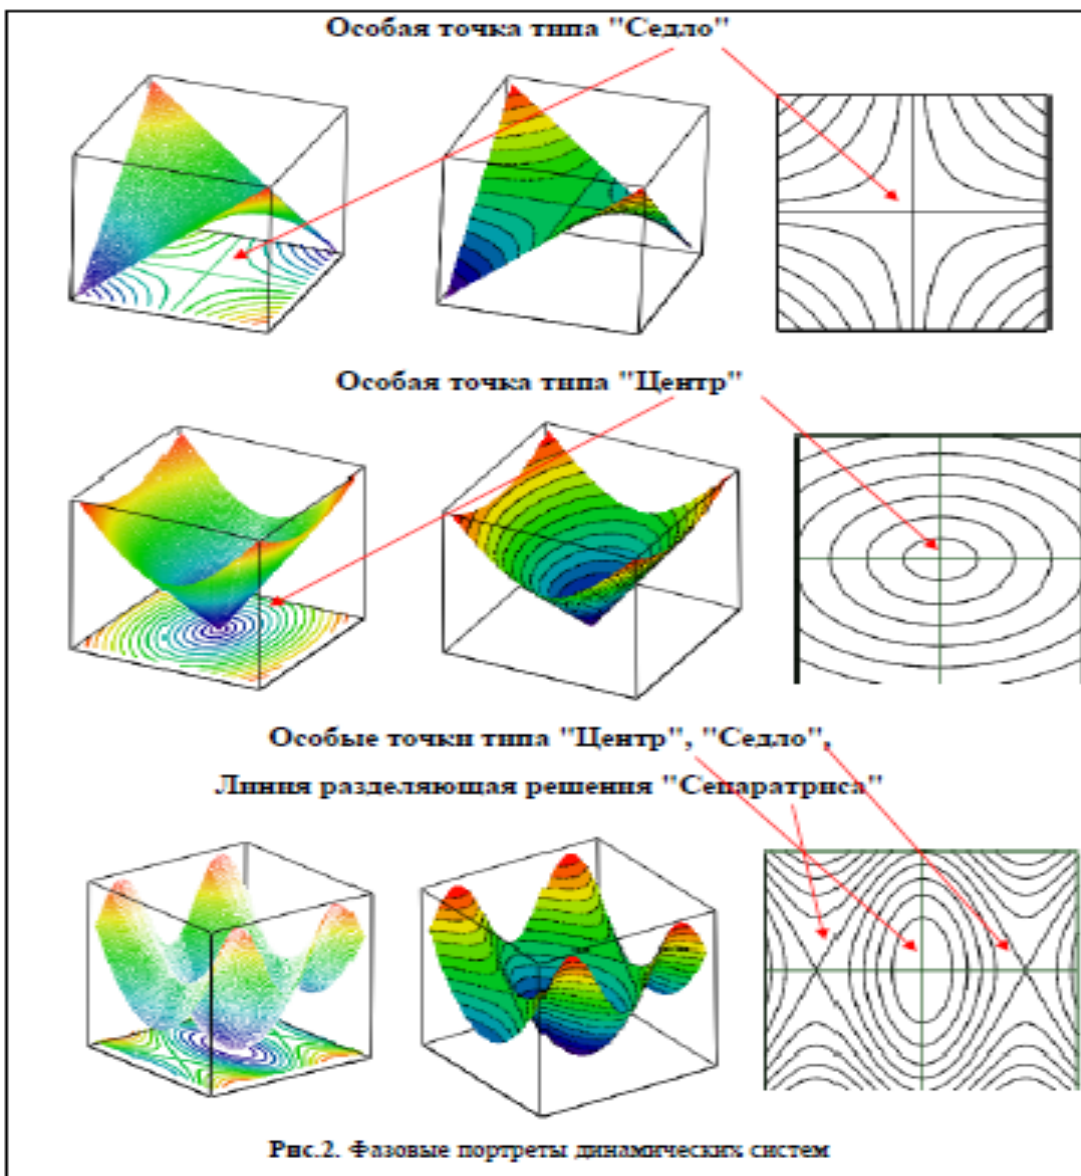 Особая точка типа "Седло"
Особая точка типа "Центр"
Особые точки типа "Центр", "Седло",
Линия разделяющая решения "Сепаратриса"
Рис.2. Фазовые портреты динамических систем